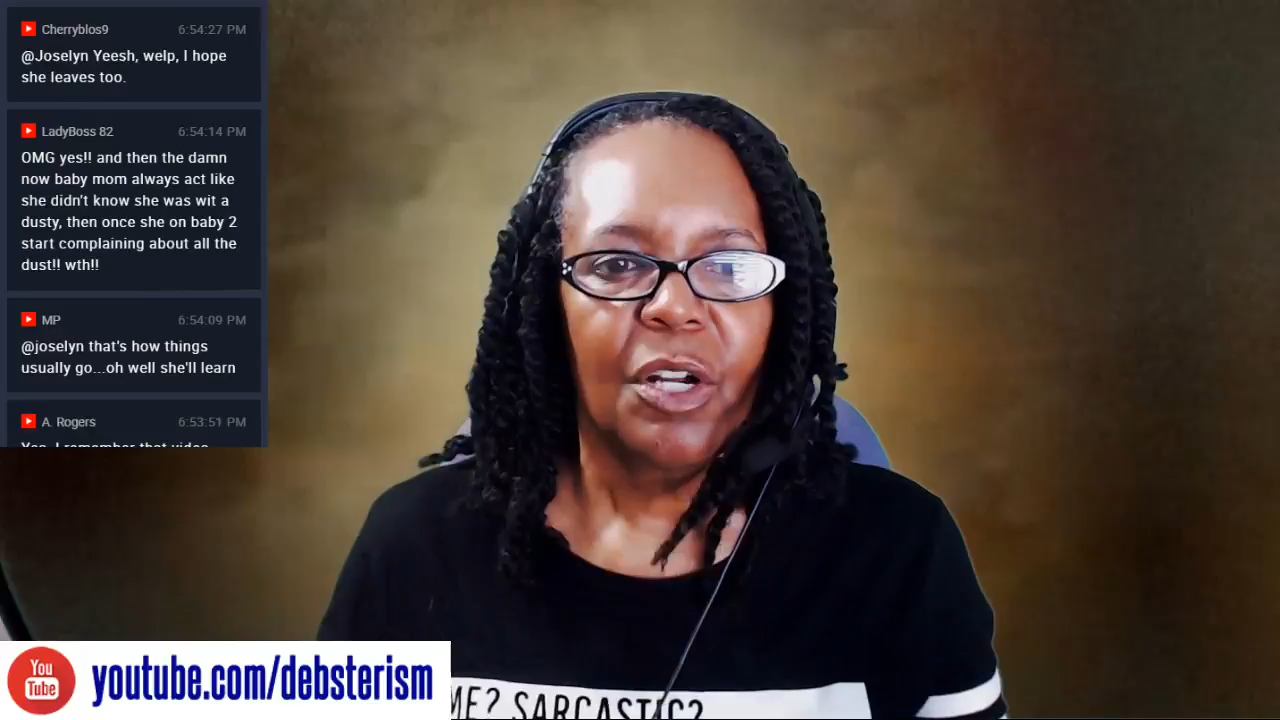 Cherryblos9 6:54:27 PM
@Joselyn Yeesh, welp, I hope
she leaves too.
LadyBoss 82 6:54:14 PM
OMG yes!! and then the damn
now baby mom always act like
she didn't know she was wit a
dusty, then once she on baby 2
start complaining about all the
dust!! wth!!
MP 6:54:09 PM
@joselyn that's how things
usually go...oh well she'll learn
A. Rogers 6:53:51 PM
Yes, I remember that video
You
Tube
youtube.com/debsterism
ME? SARCASTIC?